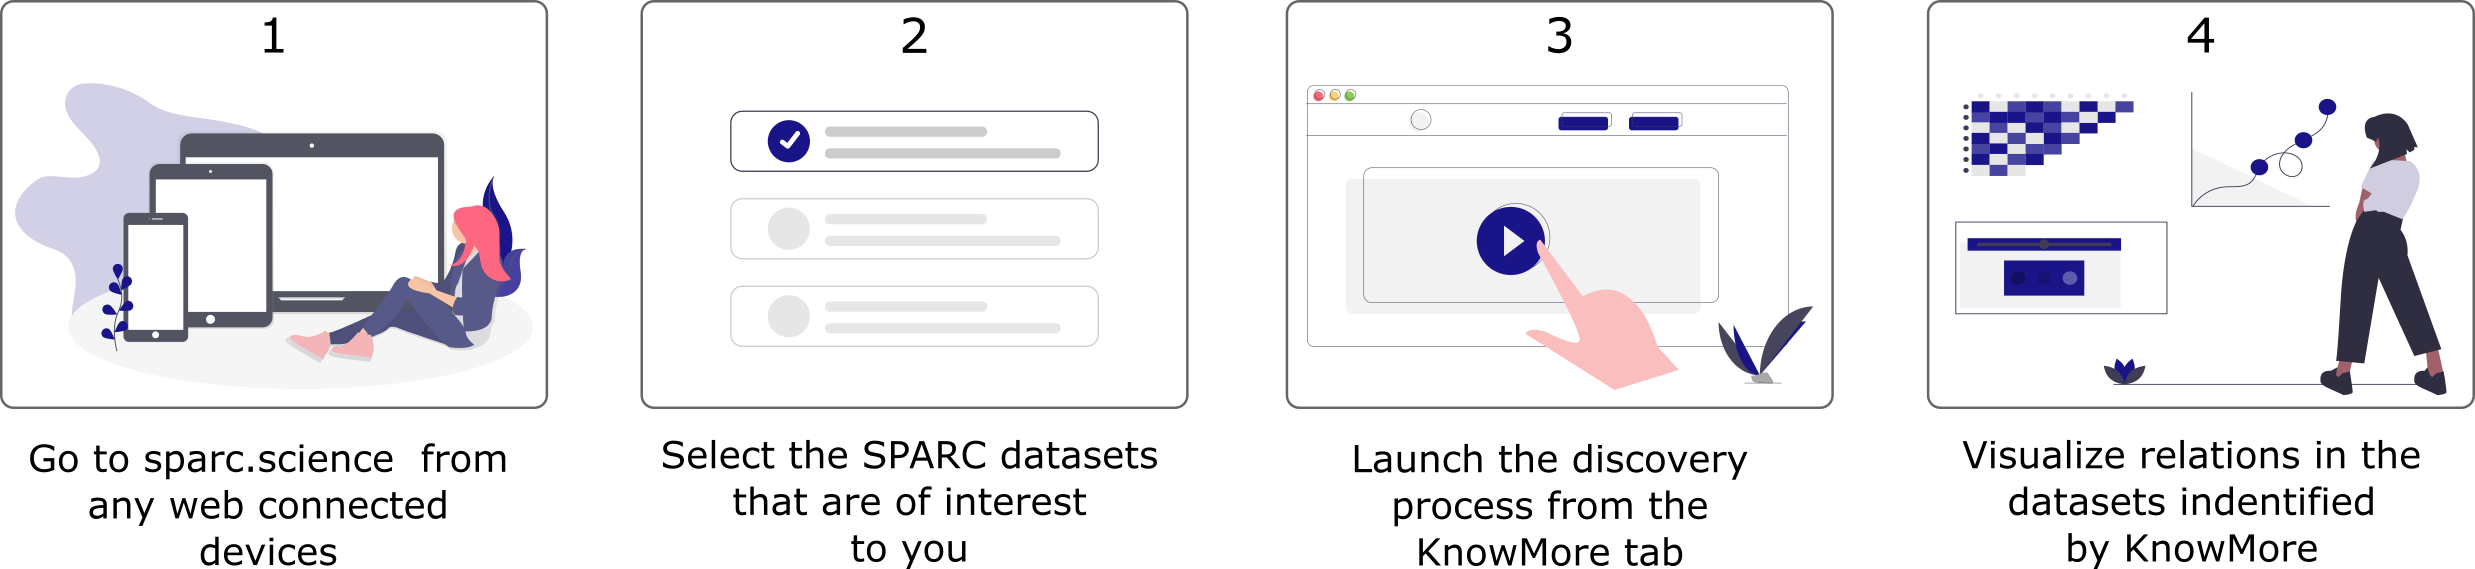 1
Go to sparc.science  from
any web connected
devices
2
Select the SPARC datasets
that are of interest
to you
3
Launch the discovery
process from the
KnowMore tab
4
Visualize relations in the
datasets indentified
by KnowMore